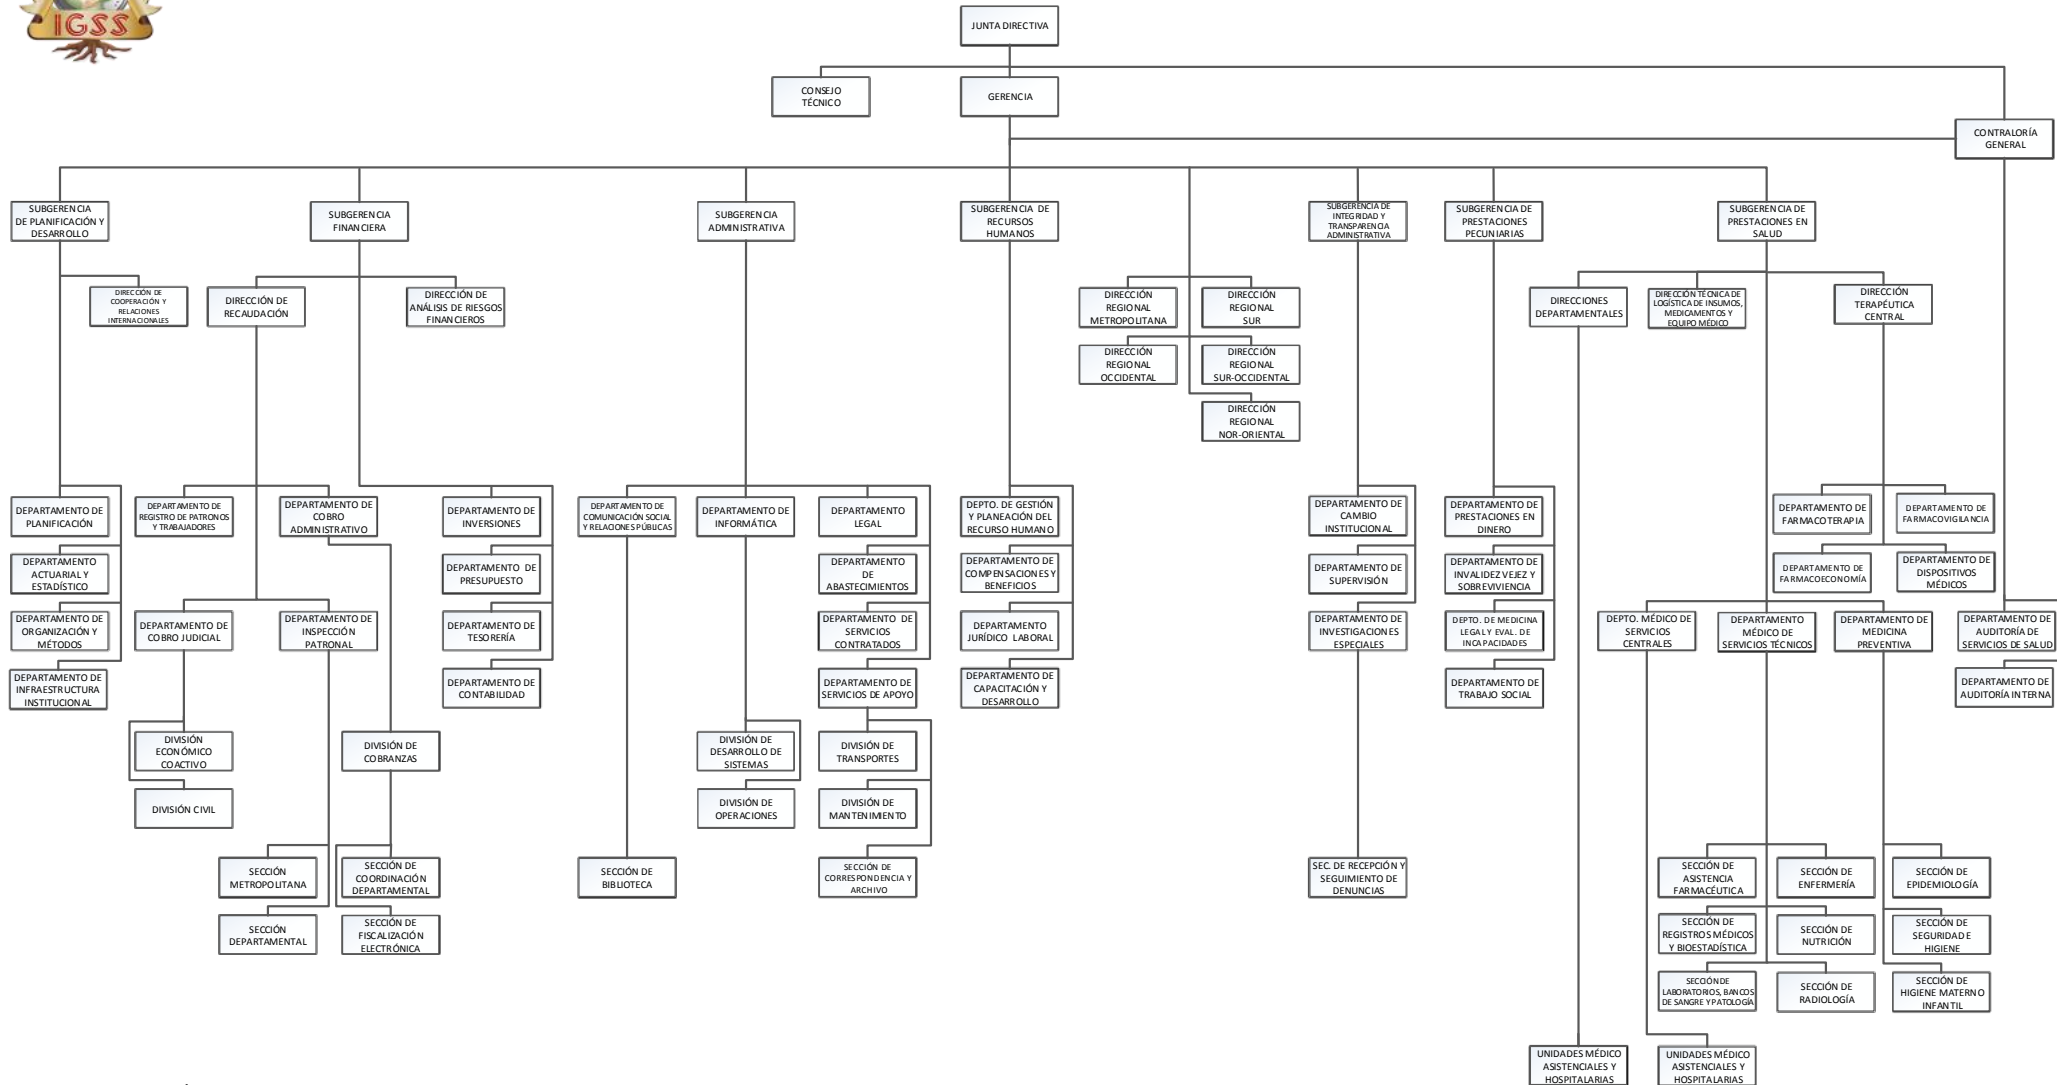 IGSS
JUNTA DIRECTIVA
CONSEJO
TÉCNICO
GERENCIA
CONTRALORÍA
GENERAL
SUBGERENCIA
DE PLANIFICACIÓN Y
DESARROLLO
SUBGERENCIA
FINANCIERA
SUBGERENCIA
ADMINISTRATIVA
SUBGERENCIA DE
RECURSOS
HUMANOS
SUBGERENCIA DE
INTEGRIDAD Y
TRANSPARENCIA
ADMINISTRATIVA
SUBGERENCIA DE
PRESTACIONES
PECUNIARIAS
SUBGERENCIA DE
PRESTACIONES EN
SALUD
DIRECCIÓN DE
COOPERACIÓN Y
RELACIONES
INTERNACIONALES
DIRECCIÓN DE
RECAUDACIÓN
DIRECCIÓN DE
ANÁLISIS DE RIESGOS
FINANCIEROS
DIRECCIÓN
REGIONAL
METROPOLITANA
DIRECCIÓN
REGIONAL
SUR
DIRECCIONES
DEPARTAMENTALES
DIRECCIÓN TÉCNICA DE
LOGÍSTICA DE INSUMOS,
MEDICAMENTOS Y
EQUIPO MÉDICO
DIRECCIÓN
TERAPÉUTICA
CENTRAL
DIRECCIÓN
REGIONAL
OCCIDENTAL
DIRECCIÓN
REGIONAL
SUR-OCCIDENTAL
DIRECCIÓN
REGIONAL
NOR-ORIENTAL
DEPARTAMENTO DE
PLANIFICACIÓN
DEPARTAMENTO DE
REGISTRO DE PATRONOS
Y TRABAJADORES
DEPARTAMENTO DE
COBRO
ADMINISTRATIVO
DEPARTAMENTO DE
INVERSIONES
DEPARTAMENTO DE
COMUNICACIÓN SOCIAL
Y RELACIONES PÚBLICAS
DEPARTAMENTO DE
INFORMÁTICA
DEPARTAMENTO
LEGAL
DEPTO. DE GESTIÓN
Y PLANEACIÓN DEL
RECURSO HUMANO
DEPARTAMENTO DE
CAMBIO
INSTITUCIONAL
DEPARTAMENTO DE
PRESTACIONES EN
DINERO
DEPARTAMENTO DE
FARMACOTERAPIA
DEPARTAMENTO DE
FARMACOVIGILANCIA
DEPARTAMENTO
ACTUARIAL Y
ESTADÍSTICO
DEPARTAMENTO DE
PRESUPUESTO
DEPARTAMENTO
DE
ABASTECIMIENTOS
DEPARTAMENTO DE
COMPENSACIONES Y
BENEFICIOS
DEPARTAMENTO DE
SUPERVISIÓN
DEPARTAMENTO DE
INVALIDEZ VEJEZ Y
SOBREVIVENCIA
DEPARTAMENTO DE
FARMACOECONOMÍA
DEPARTAMENTO DE
DISPOSITIVOS
MÉDICOS
DEPARTAMENTO DE
ORGANIZACIÓN Y
MÉTODOS
DEPARTAMENTO DE
COBRO JUDICIAL
DEPARTAMENTO DE
INSPECCIÓN
PATRONAL
DEPARTAMENTO DE
TESORERÍA
DEPARTAMENTO DE
SERVICIOS
CONTRATADOS
DEPARTAMENTO
JURÍDICO LABORAL
DEPARTAMENTO DE
INVESTIGACIONES
ESPECIALES
DEPTO. DE MEDICINA
LEGAL Y EVAL. DE
INCAPACIDADES
DEPTO. MÉDICO DE
SERVICIOS
CENTRALES
DEPARTAMENTO
MÉDICO DE
SERVICIOS TÉCNICOS
DEPARTAMENTO DE
MEDICINA
PREVENTIVA
DEPARTAMENTO DE
AUDITORÍA DE
SERVICIOS DE SALUD
DEPARTAMENTO DE
INFRAESTRUCTURA
INSTITUCIONAL
DEPARTAMENTO DE
CONTABILIDAD
DEPARTAMENTO DE
SERVICIOS DE APOYO
DEPARTAMENTO DE
CAPACITACIÓN Y
DESARROLLO
DEPARTAMENTO DE
TRABAJO SOCIAL
DEPARTAMENTO DE
AUDITORÍA INTERNA
DIVISIÓN
ECONÓMICO
COACTIVO
DIVISIÓN DE
COBRANZAS
DIVISIÓN DE
DESARROLLO DE
SISTEMAS
DIVISIÓN DE
TRANSPORTES
DIVISIÓN CIVIL
DIVISIÓN DE
OPERACIONES
DIVISIÓN DE
MANTENIMIENTO
SECCIÓN
METROPOLITANA
SECCIÓN DE
COORDINACIÓN
DEPARTAMENTAL
SECCIÓN DE
BIBLIOTECA
SECCIÓN DE
CORRESPONDENCIA Y
ARCHIVO
SEC. DE RECEPCIÓN Y
SEGUIMIENTO DE
DENUNCIAS
SECCIÓN DE
ASISTENCIA
FARMACÉUTICA
SECCIÓN DE
ENFERMERÍA
SECCIÓN DE
EPIDEMIOLOGÍA
SECCIÓN
DEPARTAMENTAL
SECCIÓN DE
FISCALIZACIÓN
ELECTRÓNICA
SECCIÓN DE
REGISTROS MÉDICOS
Y BIOESTADÍSTICA
SECCIÓN DE
NUTRICIÓN
SECCIÓN DE
SEGURIDAD E
HIGIENE
SECCIÓN DE
LABORATORIOS, BANCOS
DE SANGRE Y PATOLOGÍA
SECCIÓN DE
RADIOLOGÍA
SECCIÓN DE
HIGIENE MATERNO
INFANTIL
UNIDADES MÉDICO
ASISTENCIALES Y
HOSPITALARIAS
UNIDADES MÉDICO
ASISTENCIALES Y
HOSPITALARIAS